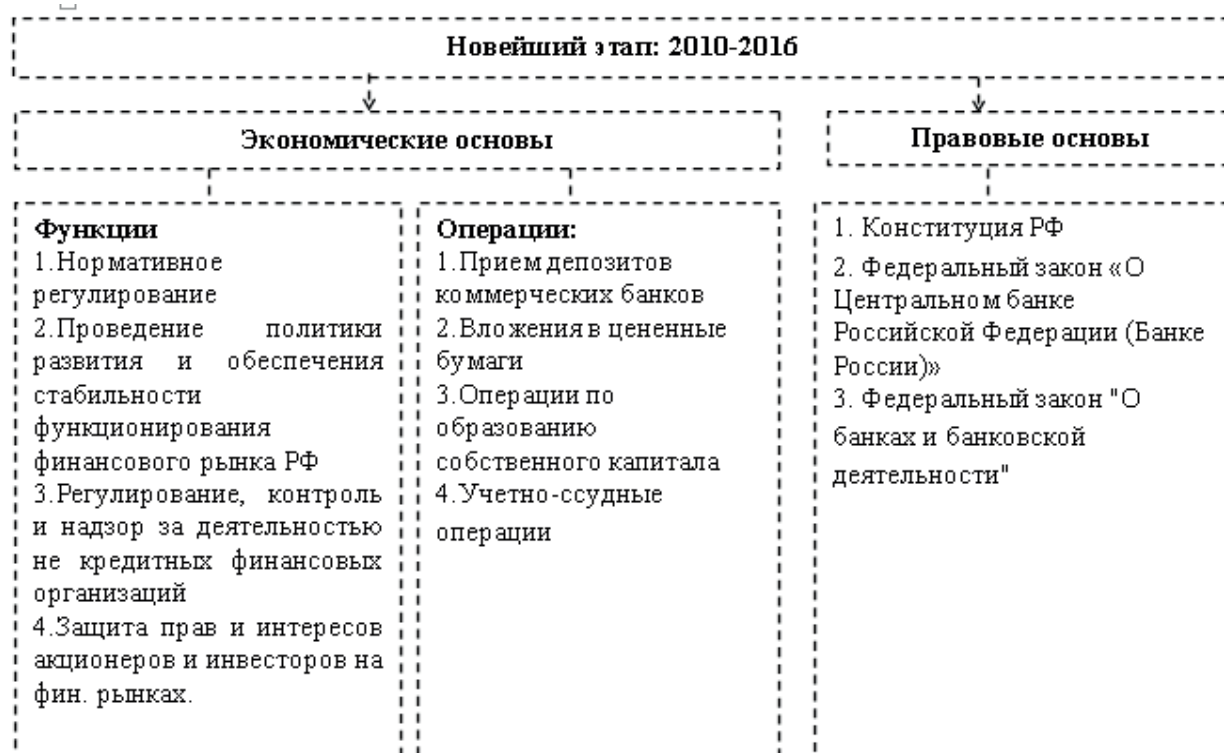 Новейший этап: 2010-2016
Экономические основы
Правовые основы
Функции
1.Нормативное
регулирование
2.Проведение политики
развития и обеспечения
стабильности
функционирования
финансового рынка РФ
3.Регулирование, контроль
и надзор за деятельностью
не кредитных финансовых
организаций
4.Защита прав и интересов
акционеров и инвесторов на
фин. рынках.
Операции:
1.Прием депозитов
коммерческих банков
2.Вложения в цененные
бумаги
3.Операции по
образованию
собственного капитала
4.Учетно-ссудные
операции
1. Конституция РФ
2. Федеральный закон «О
Центральном банке
Российской Федерации (Банке
России)»
3. Федеральный закон "О
банках и банковской
деятельности"